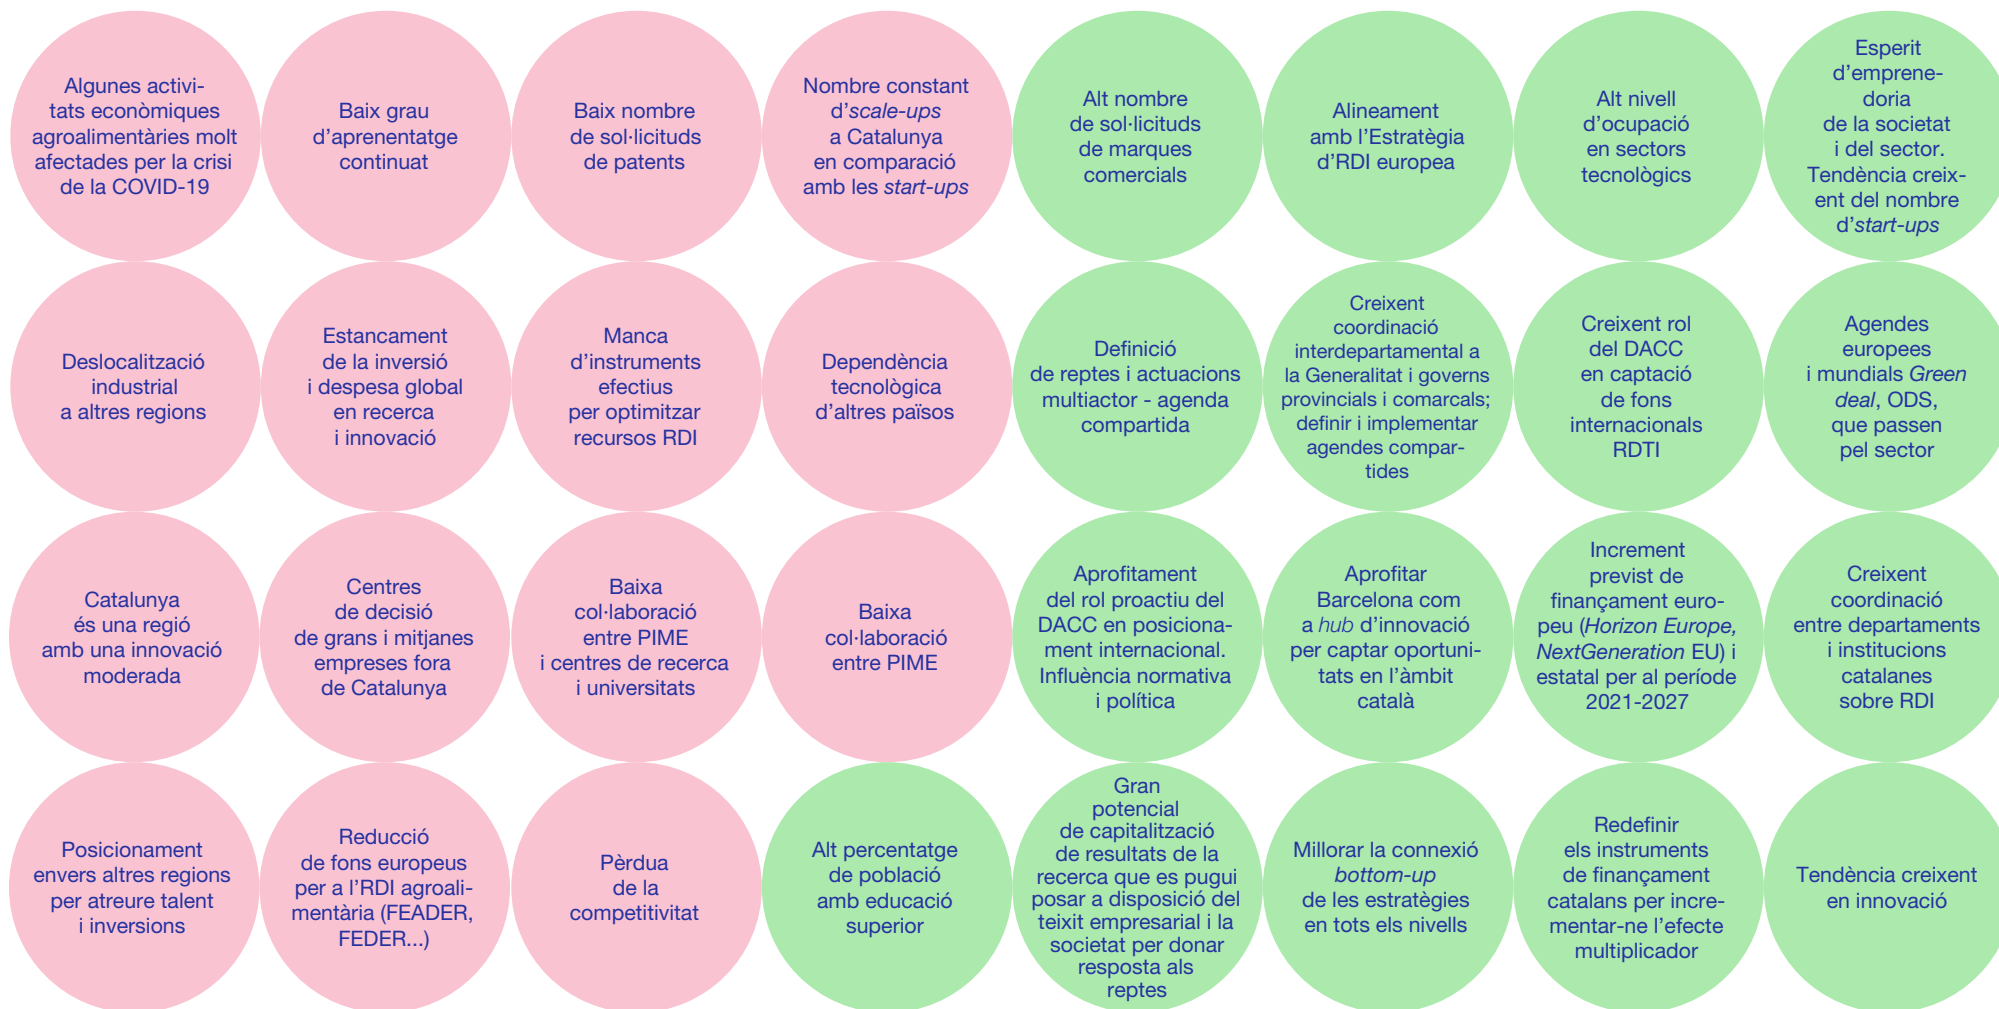 Algunes activi-
tats econòmiques
agroalimentàries molt
afectades per la crisi
de la COVID-19
Baix grau
d’aprenentatge
continuat
Baix nombre
de sol·licituds
de patents
Nombre constant
d’scale-ups
a Catalunya
en comparació
amb les start-ups
Alt nombre
de sol·licituds
de marques
comercials
Alineament
amb l’Estratègia
d’RDI europea
Alt nivell
d’ocupació
en sectors
tecnològics
Esperit
d’emprene-
doria
de la societat
i del sector.
Tendència creix-
ent del nombre
d’start-ups
Deslocalització
industrial
a altres regions
Estancament
de la inversió
i despesa global
en recerca
i innovació
Manca
d’instruments
efectius
per optimitzar
recursos RDI
Dependència
tecnològica
d’altres països
Definició
de reptes i actuacions
multiactor - agenda
compartida
Creixent
coordinació
interdepartamental a
la Generalitat i governs
provincials i comarcals;
definir i implementar
agendes compar-
tides
Creixent rol
del DACC
en captació
de fons
internacionals
RDTI
Agendes
europees
i mundials Green
deal, ODS,
que passen
pel sector
Catalunya
és una regió
amb una innovació
moderada
Centres
de decisió
de grans i mitjanes
empreses fora
de Catalunya
Baixa
col·laboració
entre PIME
i centres de recerca
i universitats
Baixa
col·laboració
entre PIME
Aprofitament
del rol proactiu del
DACC en posiciona-
ment internacional.
Influència normativa
i política
Aprofitar
Barcelona com
a hub d’innovació
per captar oportuni-
tats en l’àmbit
català
Increment
previst de
finançament euro-
peu (Horizon Europe,
NextGeneration EU) i
estatal per al període
2021-2027
Creixent
coordinació
entre departaments
i institucions
catalanes
sobre RDI
Posicionament
envers altres regions
per atreure talent
i inversions
Reducció
de fons europeus
per a l’RDI agroali-
mentària (FEADER,
FEDER...)
Pèrdua
de la
competitivitat
Alt percentatge
de població
amb educació
superior
Gran
potencial
de capitalització
de resultats de la
recerca que es pugui
posar a disposició del
teixit empresarial i la
societat per donar
resposta als
reptes
Millorar la connexió
bottom-up
de les estratègies
en tots els nivells
Redefinir
els instruments
de finançament
catalans per incre-
mentar-ne l’efecte
multiplicador
Tendència creixent
en innovació